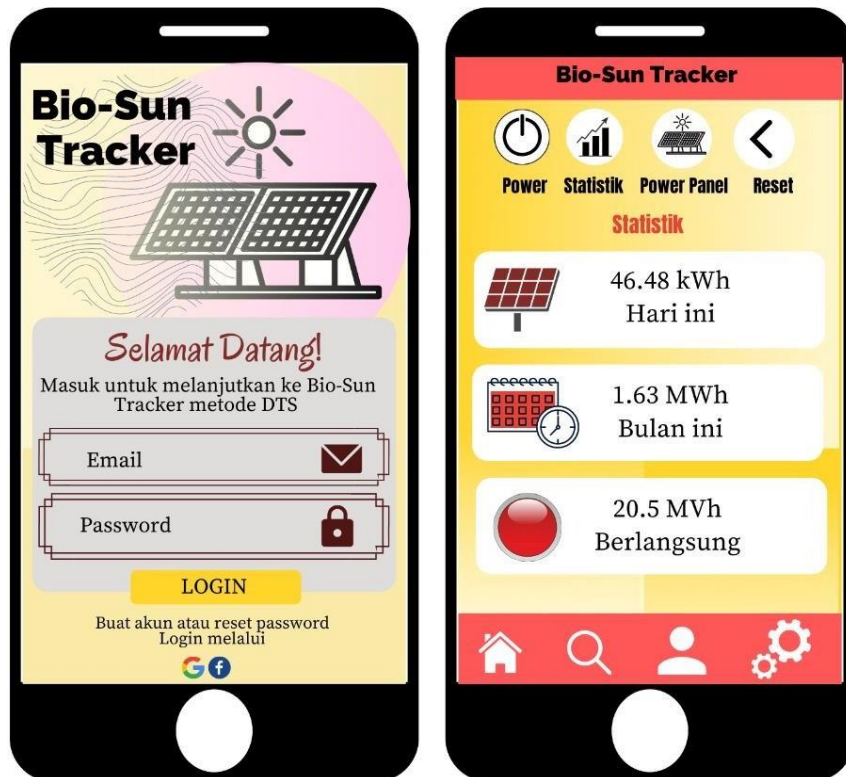 Bio-Sun
Tracker
Selamat Datang!
Masuk untuk melanjutkan ke Bio-Sun
Tracker metode DTS
Email
Password
LOGIN
Buat akun atau reset password
Login melalui
Bio-Sun Tracker
Power Statistik Power Panel Reset
Statistik
46.48 kWh
Hari ini
1.63 MWh
Bulan ini
20.5 MVh
Berlangsung